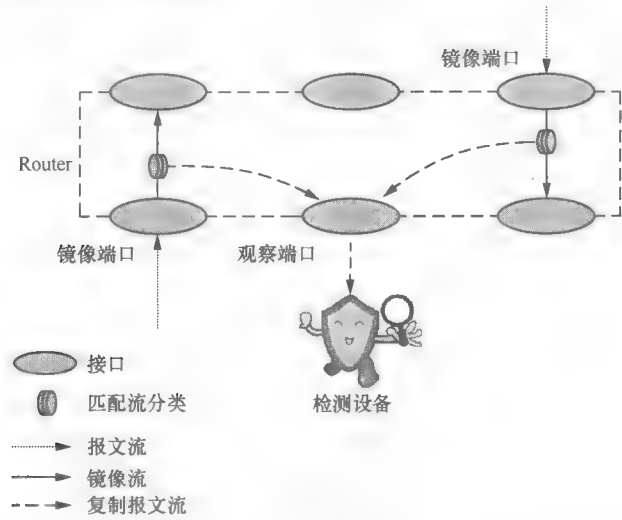 镜像端口
Router
镜像端口
观察端口
接口
匹配流分类
检测设备
报文流
镜像流
复制报文流